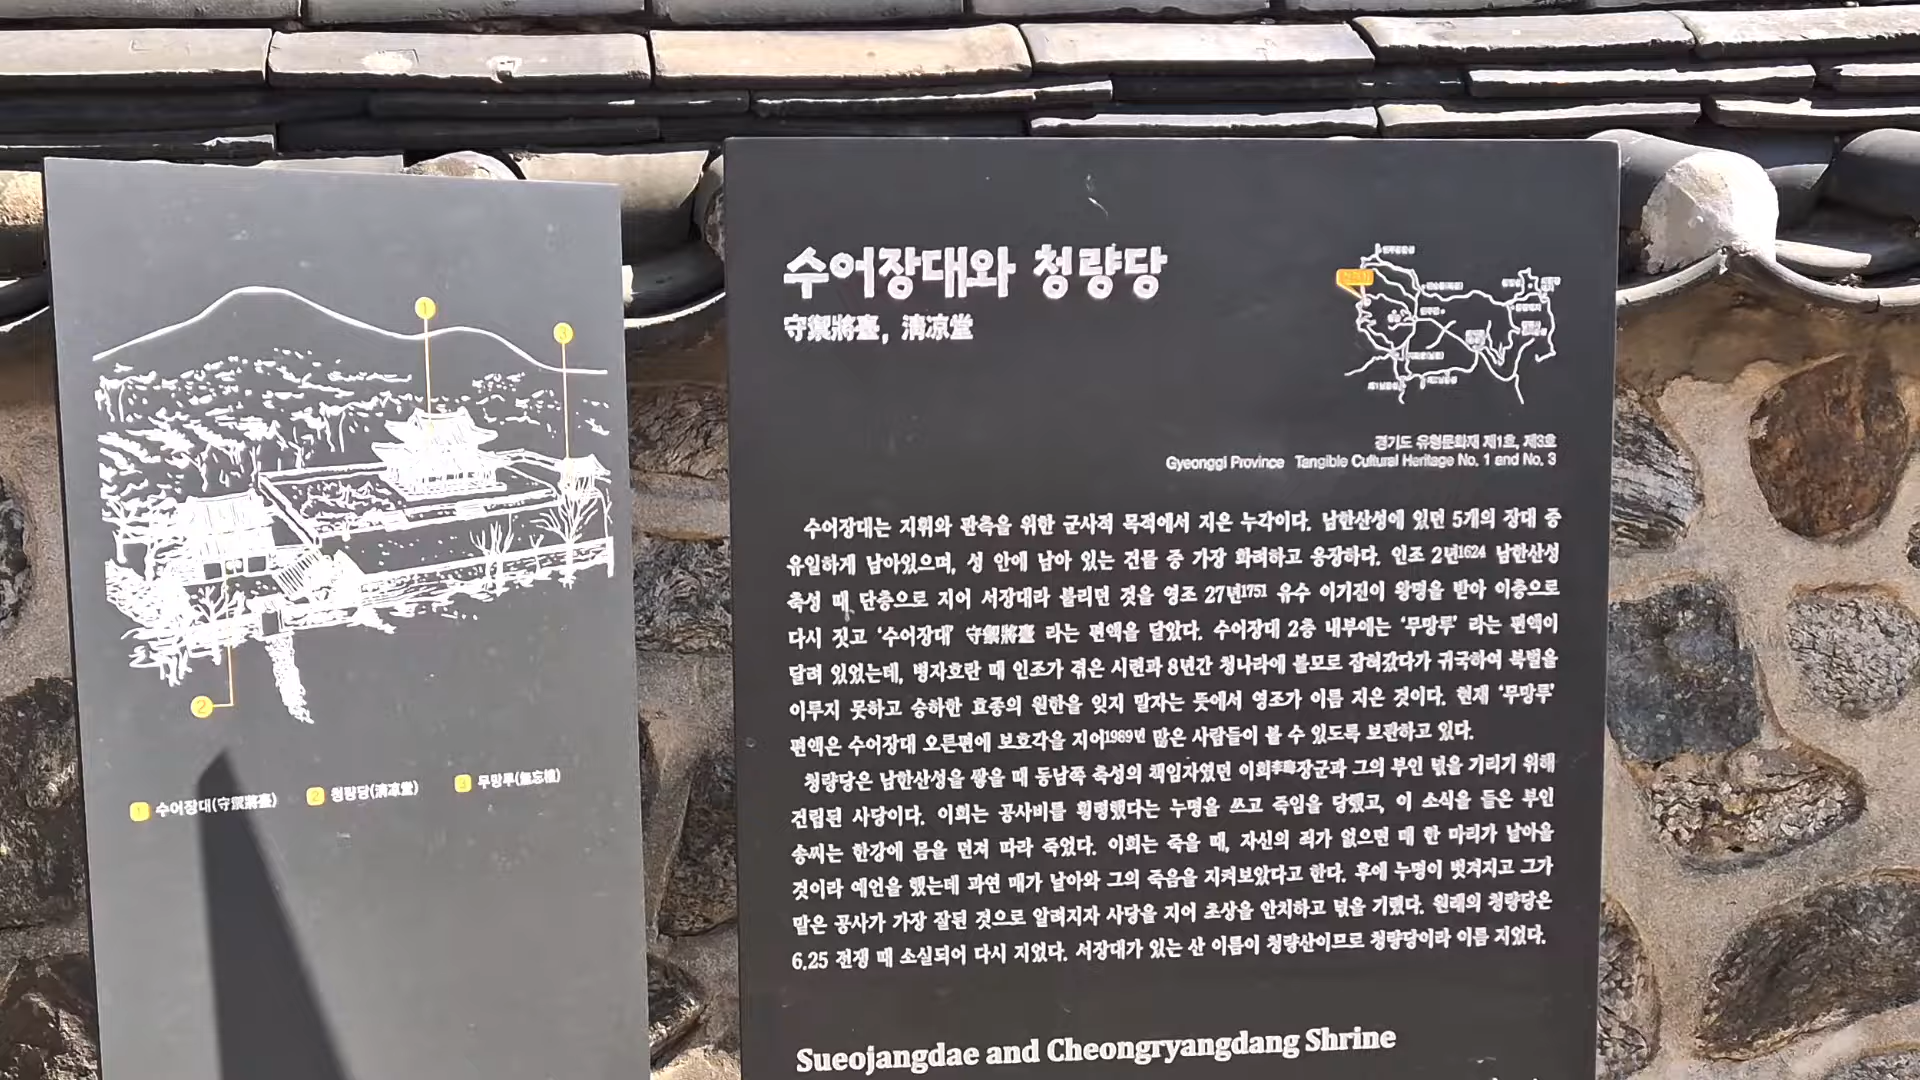 1
3
2
1 수어장대(守禦將臺)
2 청량당(淸凉堂)
3 무망루(無忘樓)
수어장대와 청량당
守禦將臺, 淸凉堂
경기도 유형문화재 제1호, 제3호
Gyeonggi Province Tangible Cultural Heritage No. 1 and No. 3
수어장대는 지휘와 관측을 위한 군사적 목적에서 지은 누각이다. 남한산성에 있던 5개의 장대 중
유일하게 남아있으며, 성 안에 남아 있는 건물 중 가장 화려하고 웅장하다. 인조 2년1624 남한산성
축성 때 단층으로 지어 서장대라 불리던 것을 영조 27년1751 유수 이기진이 왕명을 받아 이층으로
다시 짓고 ‘수어장대’ 守禦將臺 라는 편액을 달았다. 수어장대 2층 내부에는 ‘무망루’ 라는 편액이
달려 있었는데, 병자호란 때 인조가 겪은 시련과 8년간 청나라에 볼모로 잡혀갔다가 귀국하여 북벌을
이루지 못하고 승하한 효종의 원한을 잊지 말자는 뜻에서 영조가 이름 지은 것이다. 현재 ‘무망루’
편액은 수어장대 오른편에 보호각을 지어1989년 많은 사람들이 볼 수 있도록 보관하고 있다.
청량당은 남한산성을 쌓을 때 동남쪽 축성의 책임자였던 이회李晦장군과 그의 부인 넋을 기리기 위해
건립된 사당이다. 이회는 공사비를 횡령했다는 누명을 쓰고 죽임을 당했고, 이 소식을 들은 부인
송씨는 한강에 몸을 던져 따라 죽었다. 이회는 죽을 때, 자신의 죄가 없으면 매 한 마리가 날아올
것이라 예언을 했는데 과연 매가 날아와 그의 죽음을 지켜보았다고 한다. 후에 누명이 벗겨지고 그가
맡은 공사가 가장 잘된 것으로 알려지자 사당을 지어 초상을 안치하고 넋을 기렸다. 원래의 청량당은
6.25 전쟁 때 소실되어 다시 지었다. 서장대가 있는 산 이름이 청량산이므로 청량당이라 이름 지었다.
Sueojangdae and Cheongryangdang Shrine